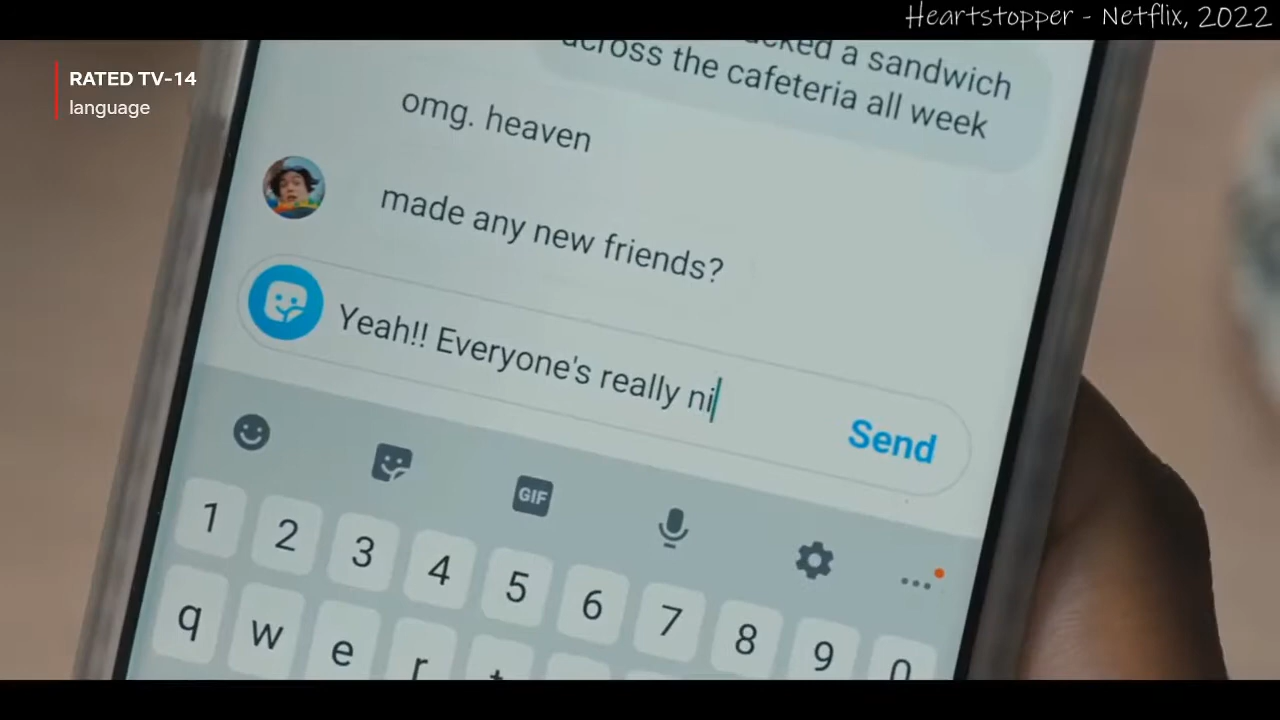 Heartstopper - Netflix, 2022
RATED TV-14
language
a sandwich
across the cafeteria all week
omg. heaven
made any new friends?
Yeah!! Everyone's really ni
Send
GIF
1 2 3 4 5 6 7 8 9 0
q w e r t